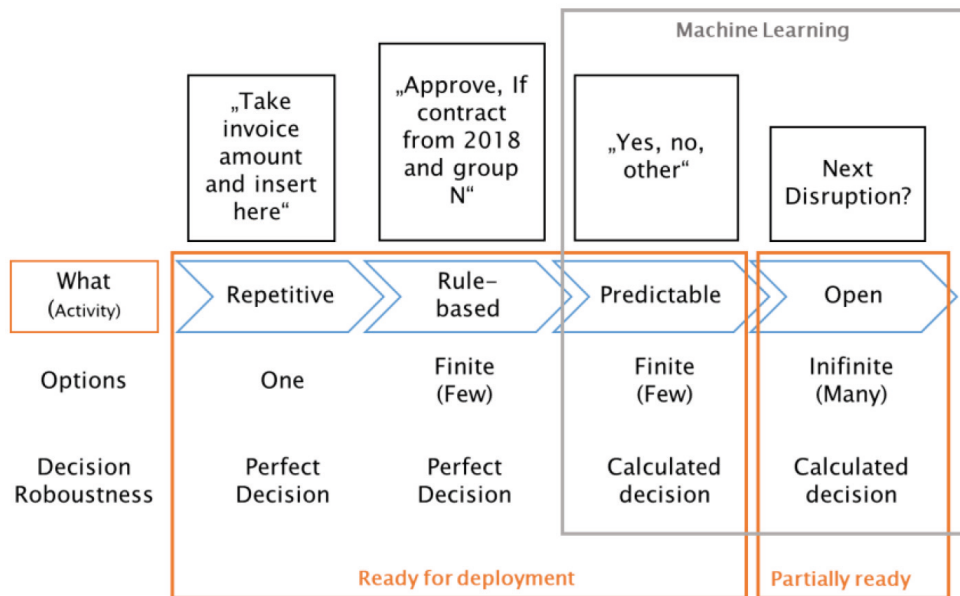 Machine Learning
„Take
invoice
amount
and insert
here“
„Approve, If
contract
from 2018
and group
N“
„Yes, no,
other“
Next
Disruption?
What
(Activity)
Repetitive
Rule-
based
Predictable
Open
Options
One
Finite
(Few)
Finite
(Few)
Inifinite
(Many)
Decision
Roboustness
Perfect
Decision
Perfect
Decision
Calculated
decision
Calculated
decision
Ready for deployment
Partially ready